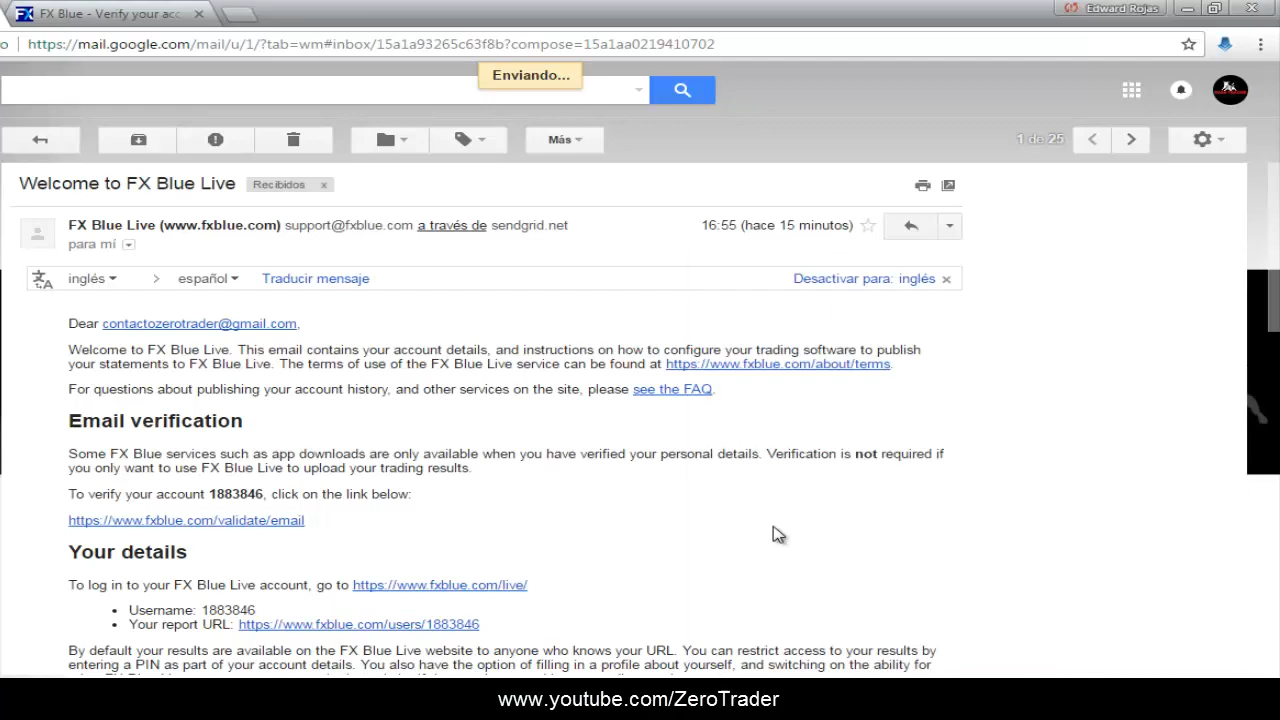 FX Blue - Verify your acc
Edward Rojas
https://mail.google.com/mail/u/1/?tab=wm#inbox/15a1a93265c63f8b?compose=15a1aa0219410702
Enviando...
Más
1 de 25
Welcome to FX Blue Live Recibidos x
FX Blue Live (www.fxblue.com) support@fxblue.com a través de sendgrid.net
16:55 (hace 15 minutos)
para mí
inglés > español Traducir mensaje Desactivar para: inglés x
Dear contactozerotrader@gmail.com,
Welcome to FX Blue Live. This email contains your account details, and instructions on how to configure your trading software to publish
your statements to FX Blue Live. The terms of use of the FX Blue Live service can be found at https://www.fxblue.com/about/terms.
For questions about publishing your account history, and other services on the site, please see the FAQ.
Email verification
Some FX Blue services such as app downloads are only available when you have verified your personal details. Verification is not required if
you only want to use FX Blue Live to upload your trading results.
To verify your account 1883846, click on the link below:
https://www.fxblue.com/validate/email
Your details
To log in to your FX Blue Live account, go to https://www.fxblue.com/live/
• Username: 1883846
• Your report URL: https://www.fxblue.com/users/1883846
By default your results are available on the FX Blue Live website to anyone who knows your URL. You can restrict access to your results by
entering a PIN as part of your account details. You also have the option of filling in a profile about yourself, and switching on the ability for
www.youtube.com/ZeroTrader